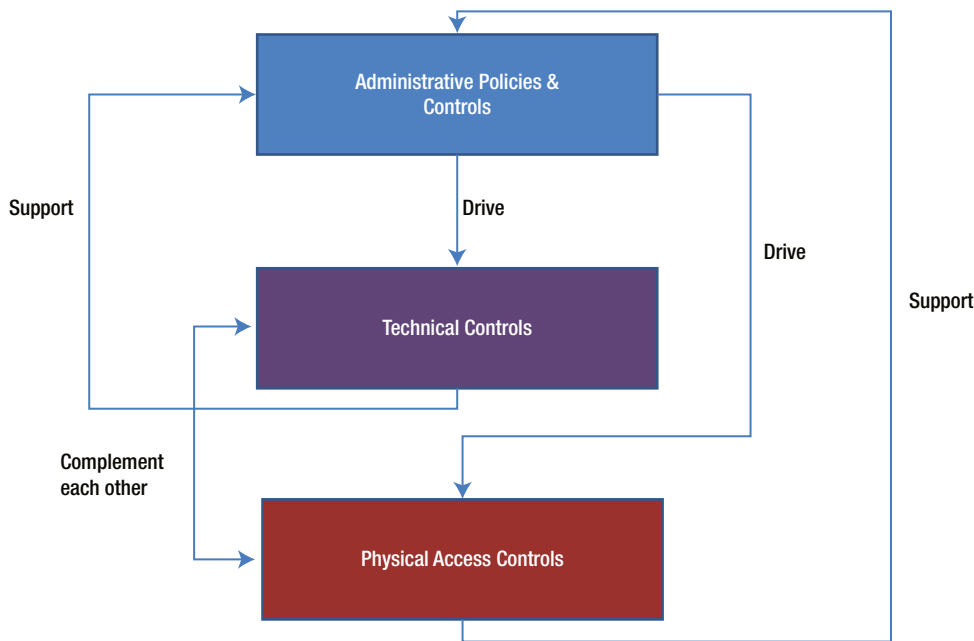 Administrative Policies &
Controls
Support
Drive
Drive
Support
Technical Controls
Complement
each other
Physical Access Controls